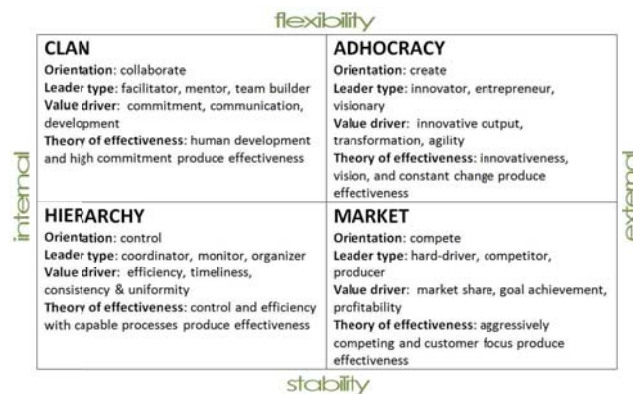 flexibility
CLAN
Orientation: collaborate
Leader type: facilitator, mentor, team builder
Value driver: commitment, communication,
development
Theory of effectiveness: human development
and high commitment produce effectiveness
ADHOCRACY
Orientation: create
Leader type: innovator, entrepreneur,
visionary
Value driver: innovative cutput,
transformation, agility
Theory of effectiveness: innovativeness,
vision, and constant change produce
effectiveness
internal
external
HIERARCHY
Orientation: control
Leader type: coordinator, monitor, organizer
Value driver: efficiency, timeliness,
consistency & uniformity
Theory of effectiveness: control and efficiency
with capable processes produce effectiveness
MARKET
Orientation: compete
Leader type: hard-driver, competitor,
producer
Value driver: market share, goal achievement,
profitability
Theory of effectiveness: aggressively
competing and customer focus produce
effectiveness
stability